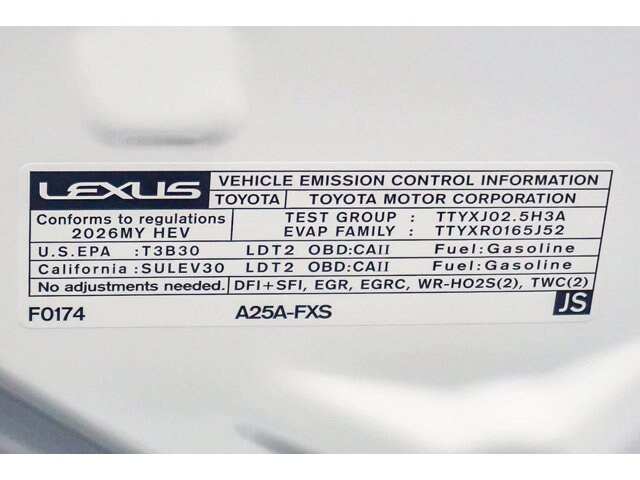 LEXUS VEHICLE EMISSION CONTROL INFORMATION
TOYOTA TOYOTA MOTOR CORPORATION
Conforms to regulations TEST GROUP : TTYXJ02.5H3A
2026MY HEV EVAP FAMILY : TTYXR0165J52
U.S.EPA :T3B30 LDT2 OBD:CAII Fuel:Gasoline
California :SULEV30 LDT2 OBD:CAII Fuel:Gasoline
No adjustments needed. DFI+SFI, EGR, EGRC, WR-HO2S(2), TWC(2)
F0174 A25A-FXS JS